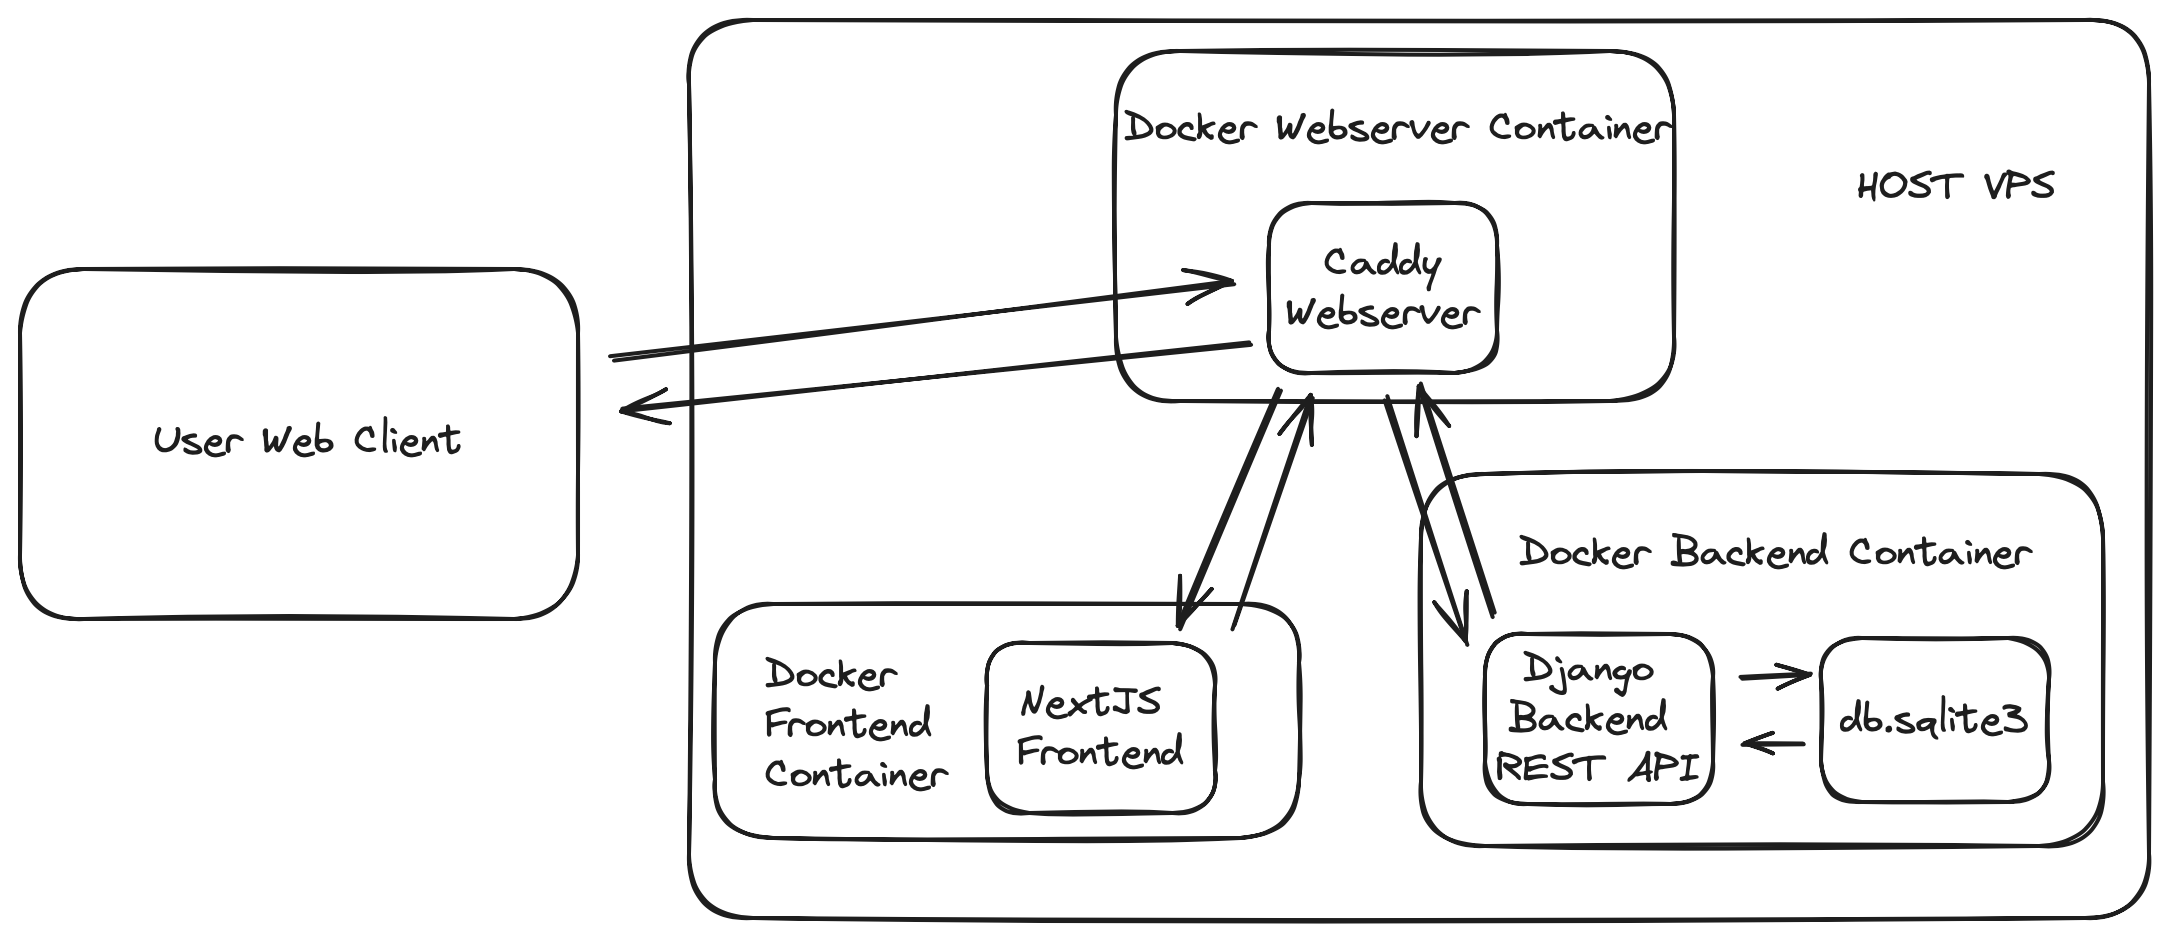 Docker Webserver Container
HOST VPS
Caddy
Webserver
User Web Client
Docker Backend Container
Docker
Frontend
Container
NextJS
Frontend
Django
Backend
REST API
db.sqlite3